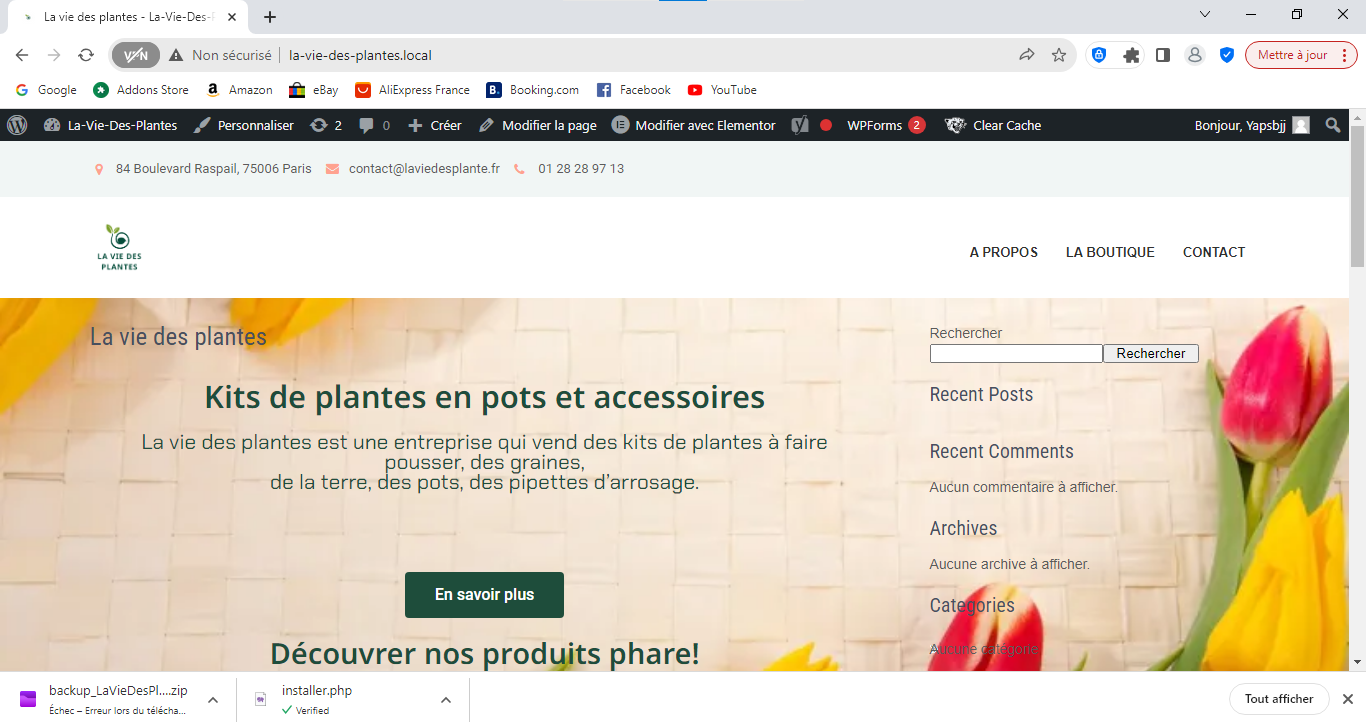 La vie des plantes - La-Vie-Des-P
VPN Non sécurisé la-vie-des-plantes.local Mettre à jour
Google Addons Store Amazon eBay AliExpress France Booking.com Facebook YouTube
La-Vie-Des-Plantes Personnaliser 2 0 Créer Modifier la page Modifier avec Elementor WPForms 2 Clear Cache Bonjour, Yapsbjj
84 Boulevard Raspail, 75006 Paris contact@laviedesplante.fr 01 28 28 97 13
LA VIE DES
PLANTES
A PROPOS LA BOUTIQUE CONTACT
La vie des plantes
Kits de plantes en pots et accessoires
La vie des plantes est une entreprise qui vend des kits de plantes à faire
pousser, des graines,
de la terre, des pots, des pipettes d'arrosage.
En savoir plus
Découvrer nos produits phare!
Rechercher
Rechercher
Recent Posts
Recent Comments
Aucun commentaire à afficher.
Archives
Aucune archive à afficher.
Categories
Aucune catégorie
backup_LaVieDesPl....zip
Échec – Erreur lors du télécha...
installer.php
Verified
Tout afficher